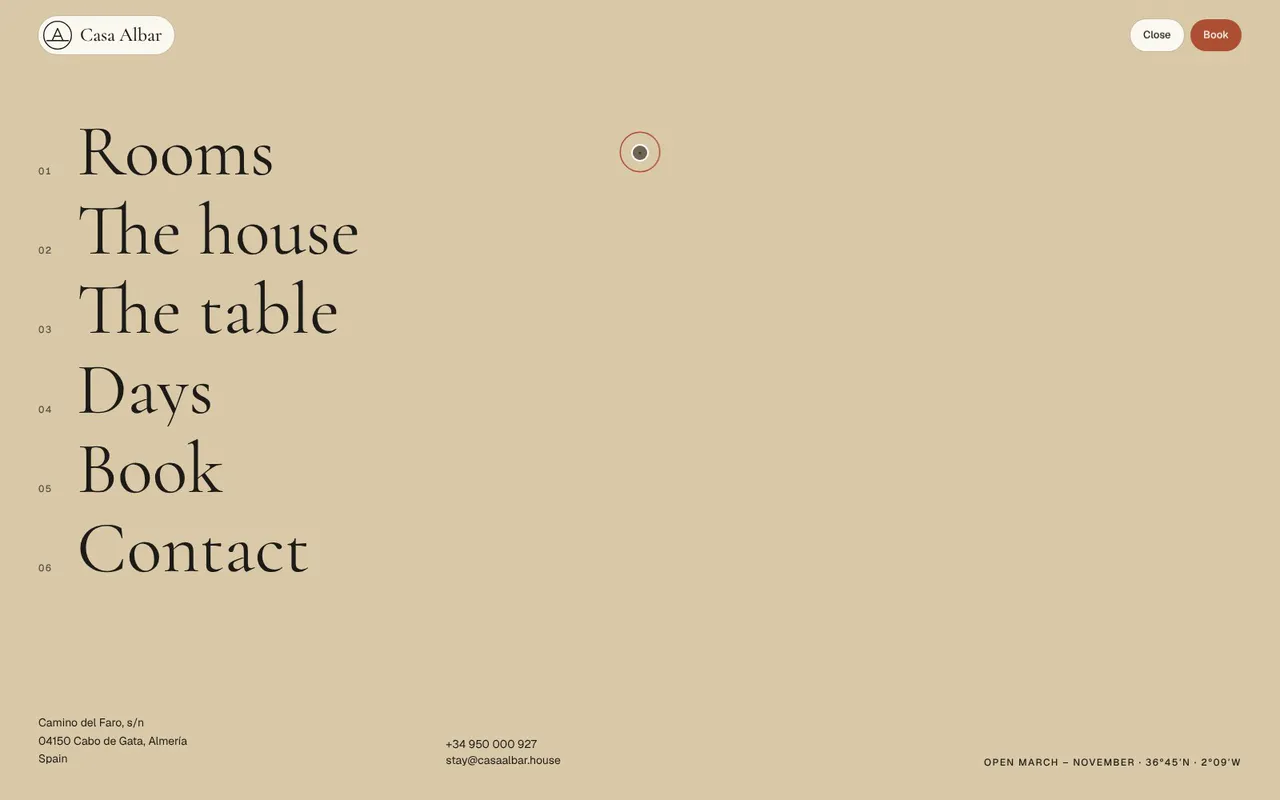 Casa Albar
Close
Book
01 Rooms
02 The house
03 The table
04 Days
05 Book
06 Contact
Camino del Faro, s/n
04150 Cabo de Gata, Almería
Spain
+34 950 000 927
stay@casaalbar.house
OPEN MARCH – NOVEMBER · 36°45′N · 2°09′W